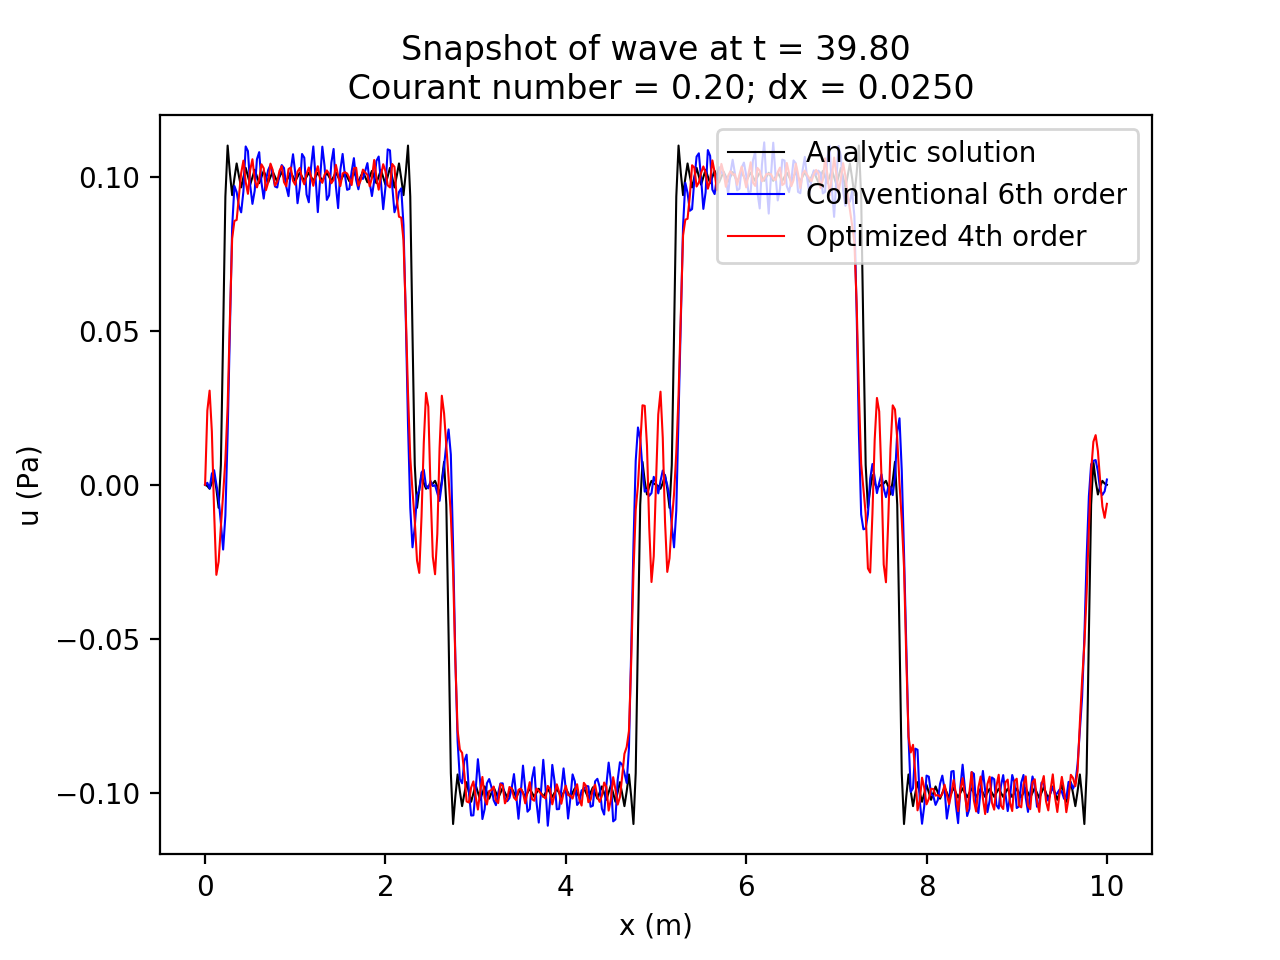 Snapshot of wave at t = 39.80
Courant number = 0.20; dx = 0.0250
Analytic solution
Conventional 6th order
Optimized 4th order
0.10
0.05
0.00
−0.05
−0.10
u (Pa)
0 2 4 6 8 10
x (m)